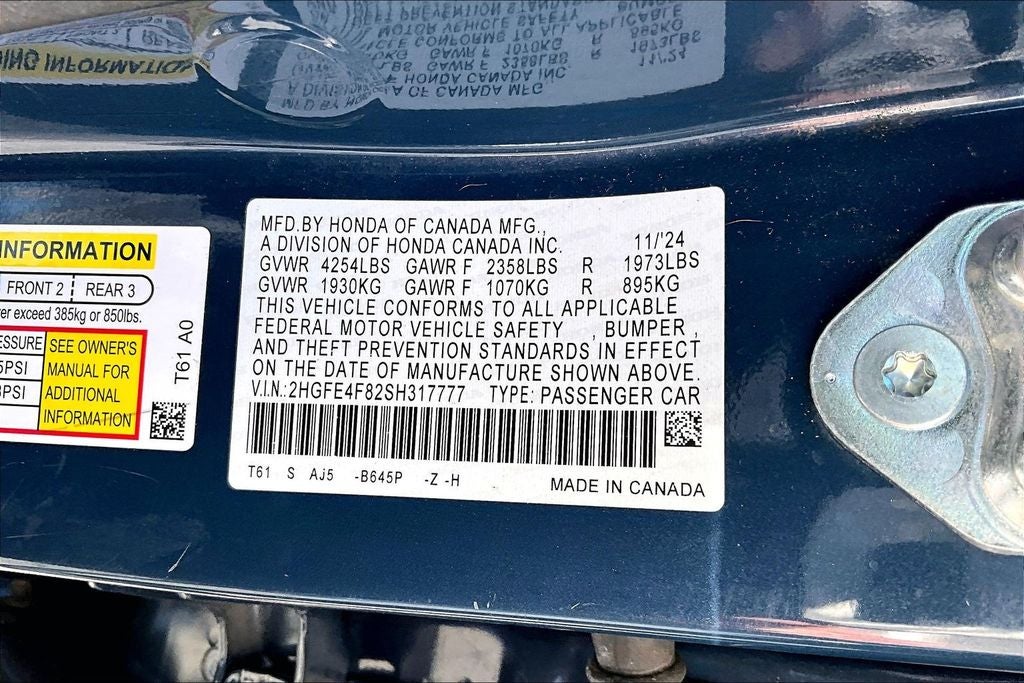 INFORMATION
FRONT 2 REAR 3
er exceed 385kg or 850lbs.
ESSURE
SEE OWNER'S
MANUAL FOR
ADDITIONAL
INFORMATION
PSI
PSI
T61 A0
MFD.BY HONDA OF CANADA MFG.,
A DIVISION OF HONDA CANADA INC. 11/'24
GVWR 4254LBS GAWR F 2358LBS R 1973LBS
GVWR 1930KG GAWR F 1070KG R 895KG
THIS VEHICLE CONFORMS TO ALL APPLICABLE
FEDERAL MOTOR VEHICLE SAFETY , BUMPER ,
AND THEFT PREVENTION STANDARDS IN EFFECT
ON THE DATE OF MANUFACTURE SHOWN ABOVE.
V.I.N.:2HGFE4F82SH317777 TYPE: PASSENGER CAR
T61 S AJ5 -B645P -Z -H
MADE IN CANADA